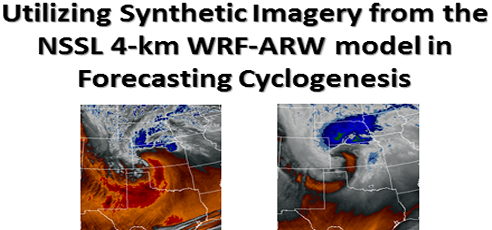 Utilizing Synthetic Imagery from the
NSSL 4-km WRF-ARW model in
Forecasting Cyclogenesis